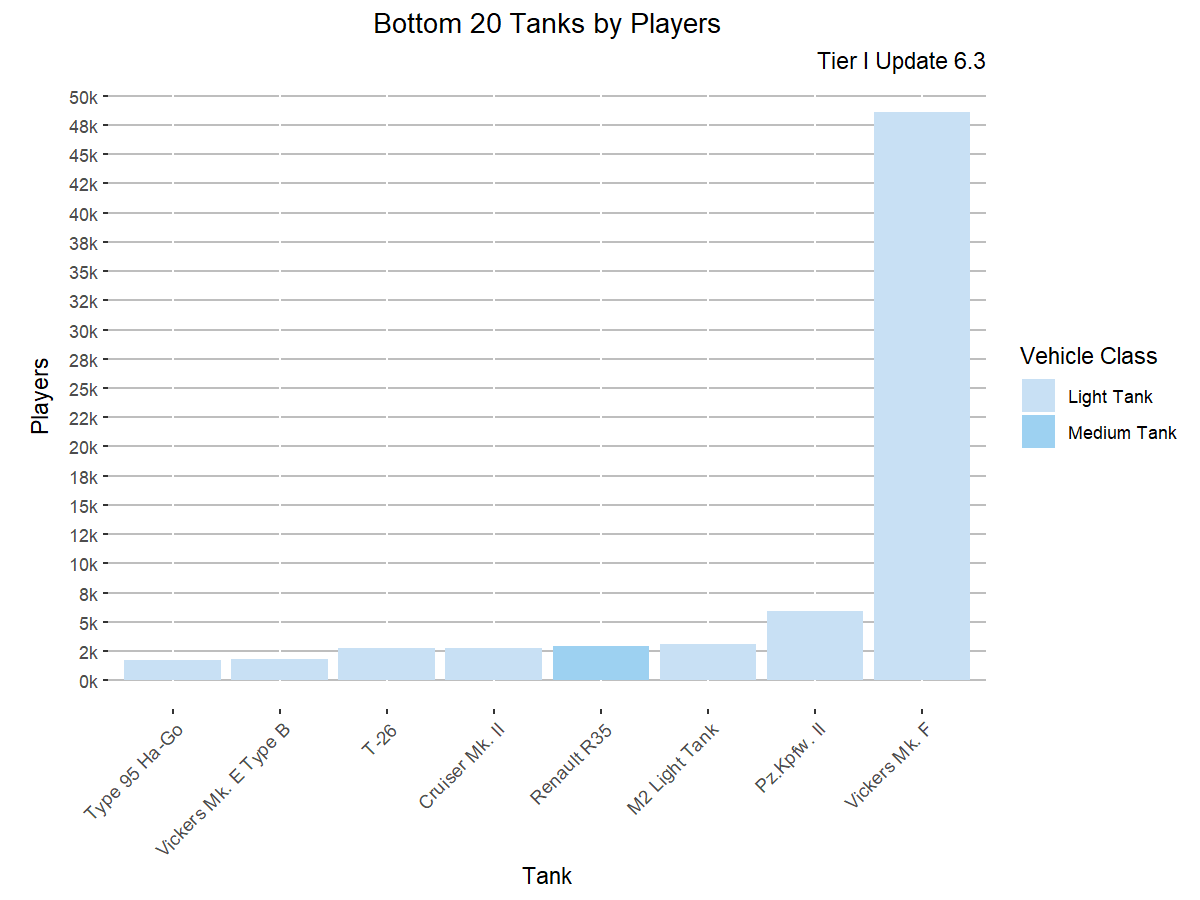 Bottom 20 Tanks by Players
Tier I Update 6.3
50k
48k
45k
42k
40k
38k
35k
32k
30k
28k
25k
22k
20k
18k
15k
12k
10k
8k
5k
2k
0k
Players
Type 95 Ha-Go
Vickers Mk. E Type B
T-26
Cruiser Mk. II
Renault R35
M2 Light Tank
Pz.Kpfw. II
Vickers Mk. F
Tank
Vehicle Class
Light Tank
Medium Tank